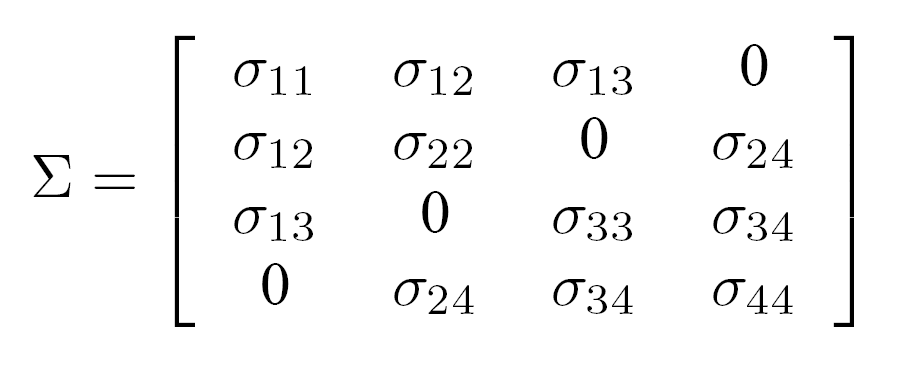 σ₁₁ σ₁₂ σ₁₃ 0
σ₁₂ σ₂₂ 0 σ₂₄
Σ =
σ₁₃ 0 σ₃₃ σ₃₄
0 σ₂₄ σ₃₄ σ₄₄